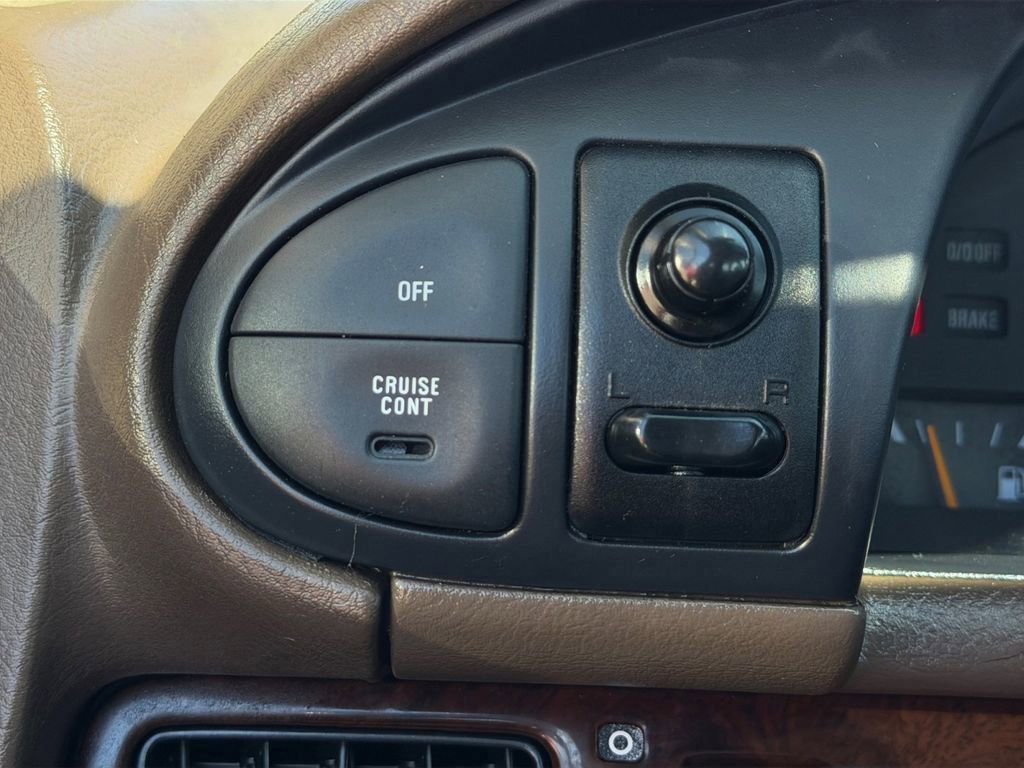 OFF
CRUISE
CONT
L R
O/D OFF
BRAKE